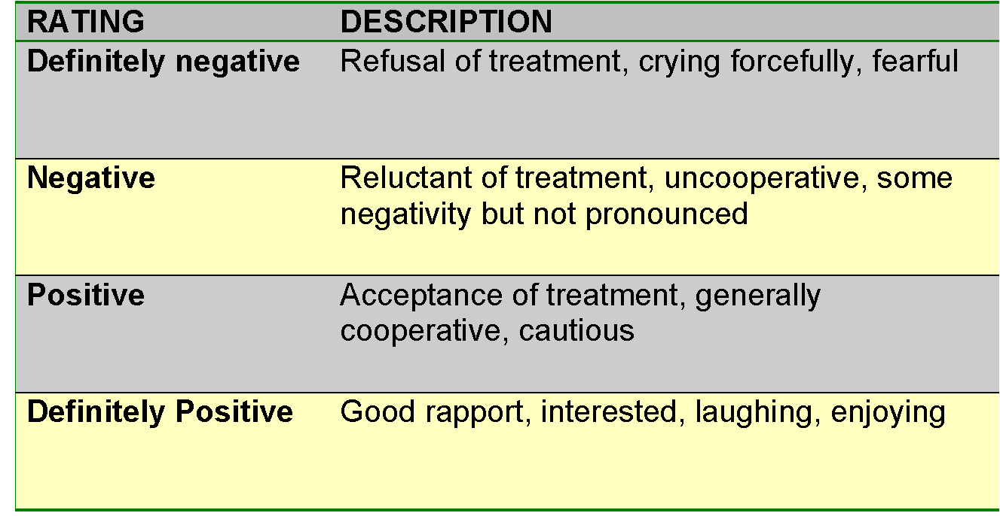 RATING DESCRIPTION
Definitely negative Refusal of treatment, crying forcefully, fearful
Negative Reluctant of treatment, uncooperative, some
negativity but not pronounced
Positive Acceptance of treatment, generally
cooperative, cautious
Definitely Positive Good rapport, interested, laughing, enjoying